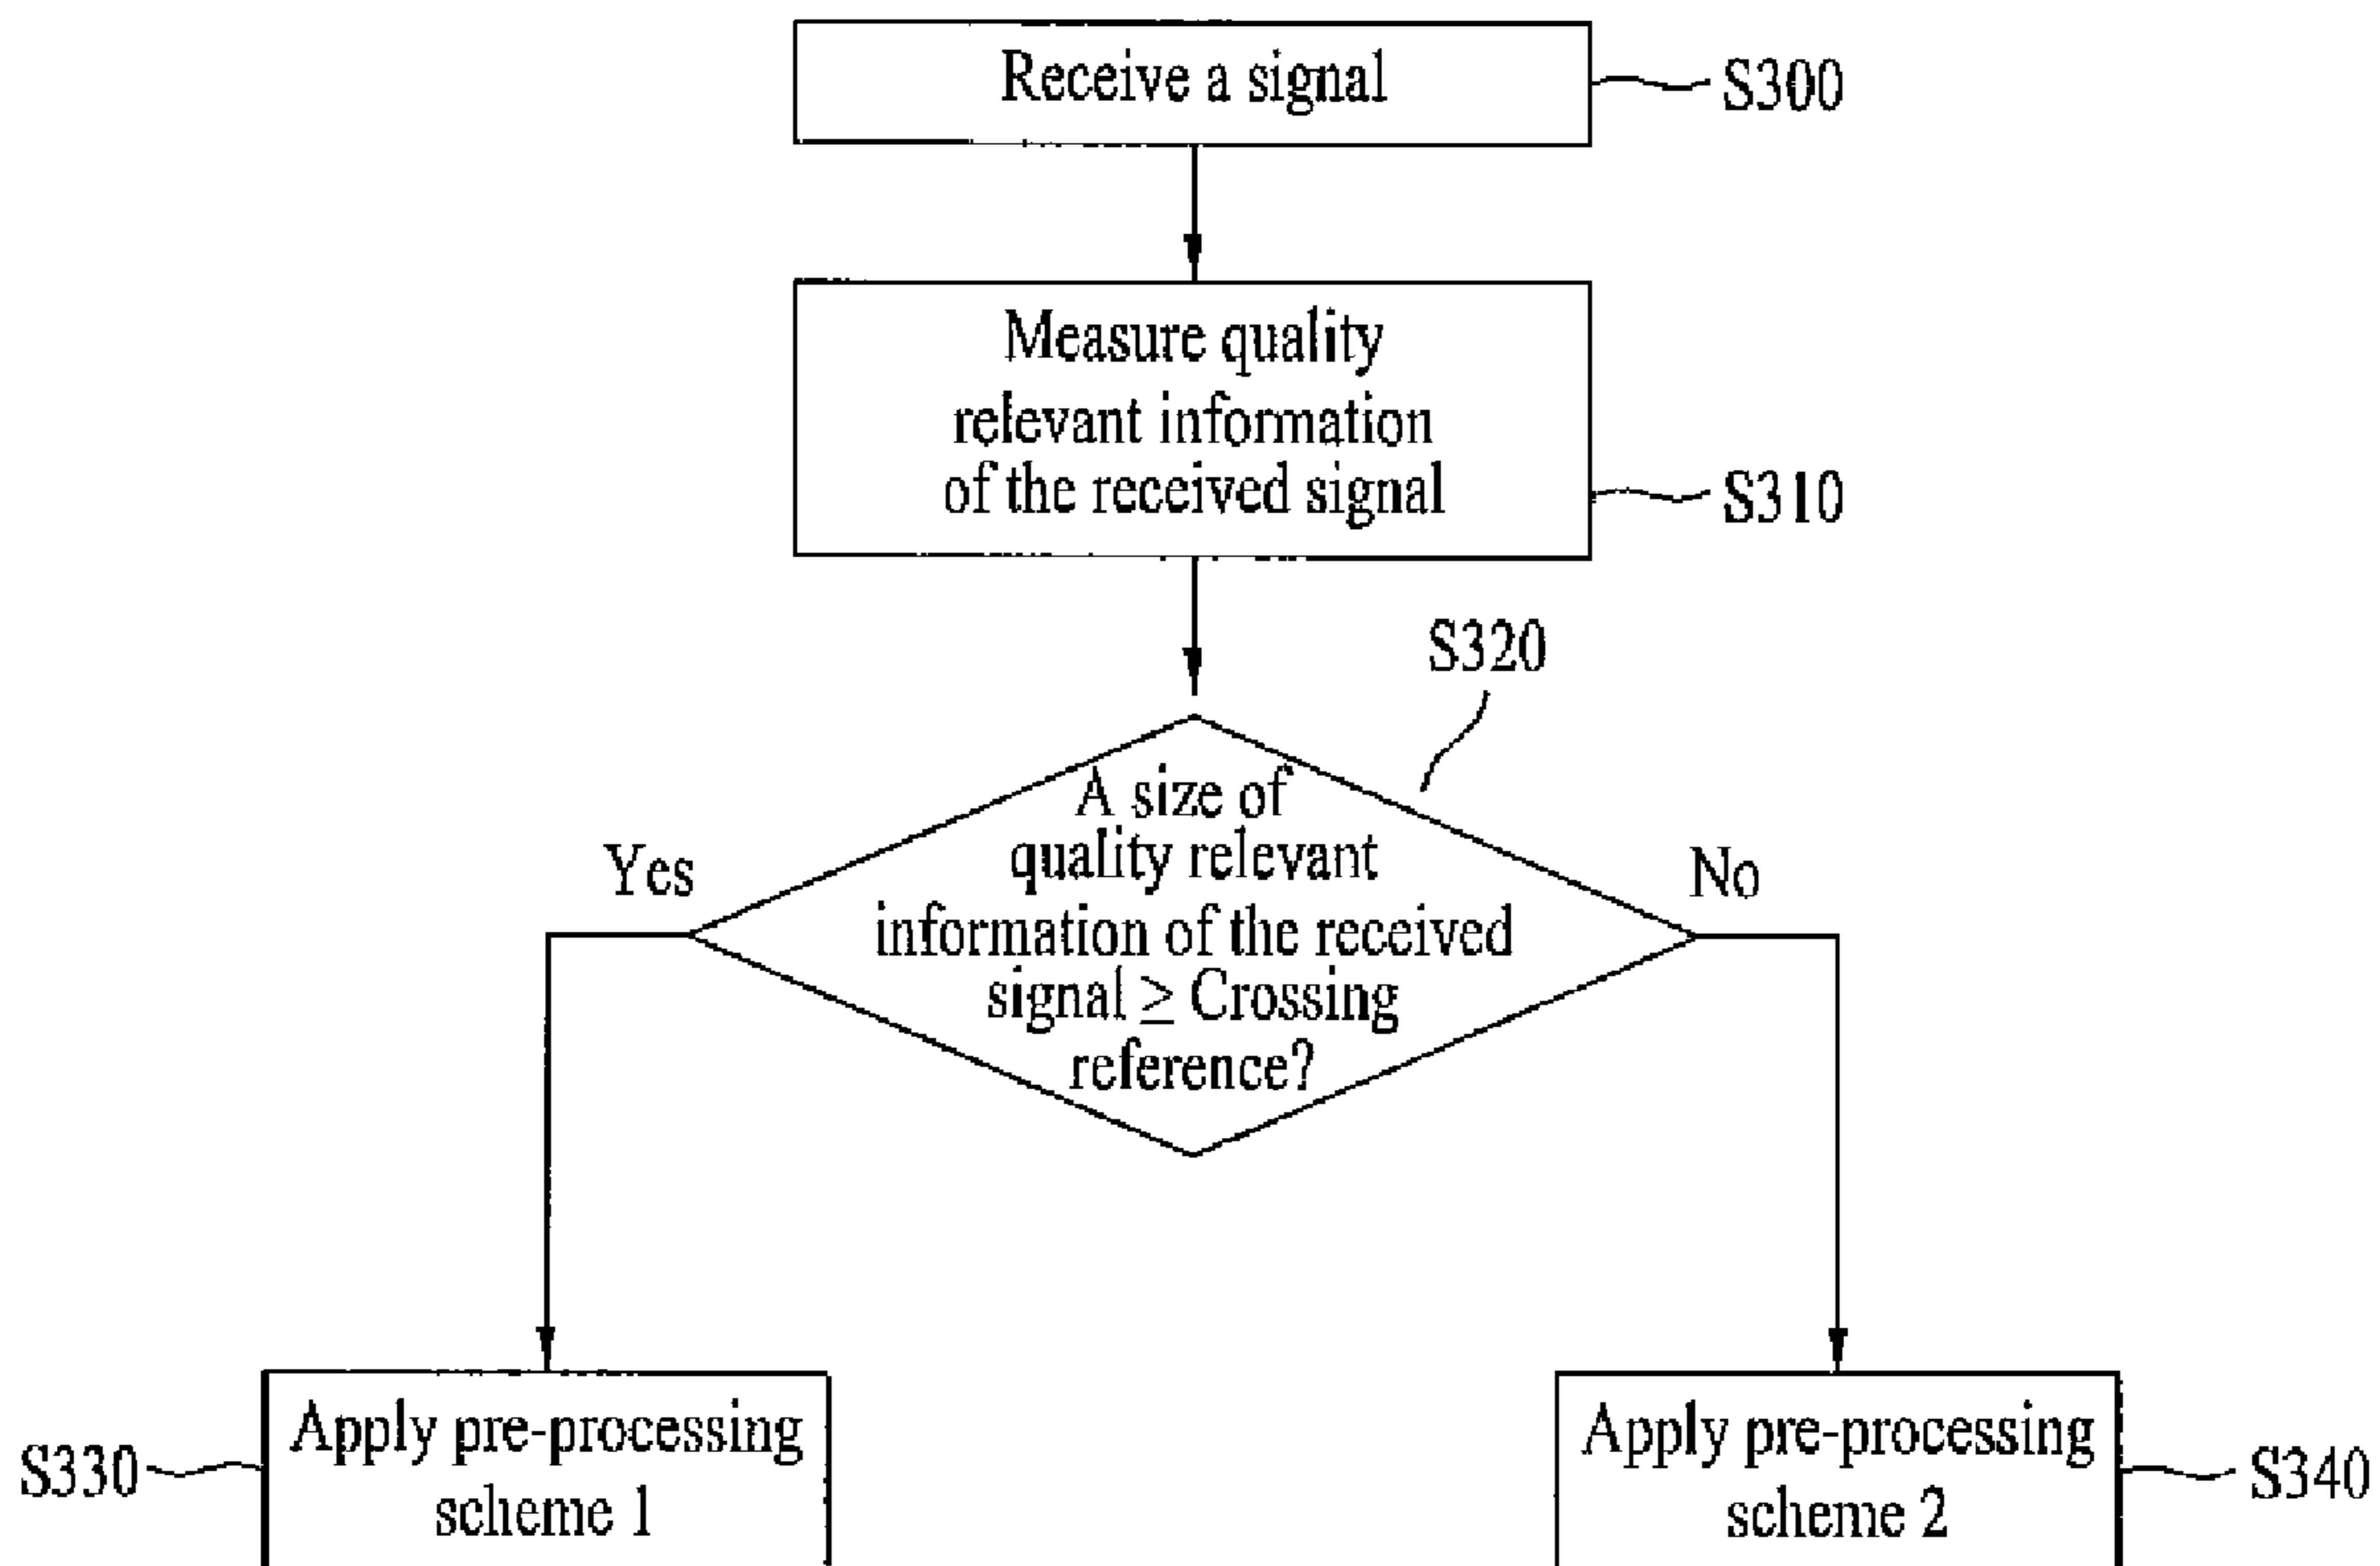 Receive a signal
S300
Measure quality
relevant information
of the received signal
S310
S320
A size of
quality relevant
information of the received
signal ≥ Crossing
reference?
Yes
No
Apply pre-processing
scheme 1
S330
Apply pre-processing
scheme 2
S340